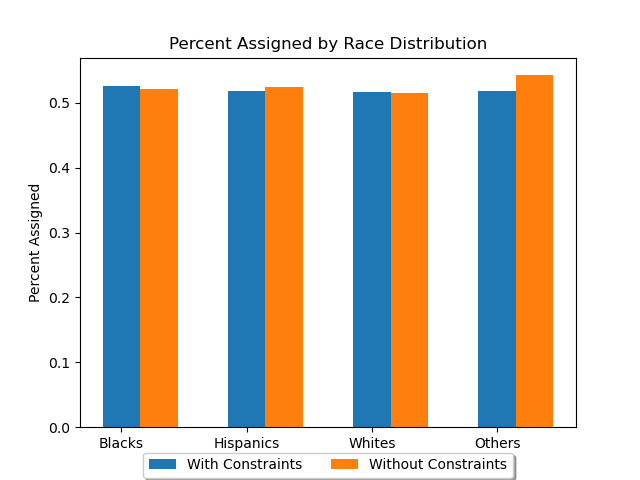 Percent Assigned by Race Distribution
Percent Assigned
0.5
0.4
0.3
0.2
0.1
0.0
Blacks Hispanics Whites Others
With Constraints Without Constraints